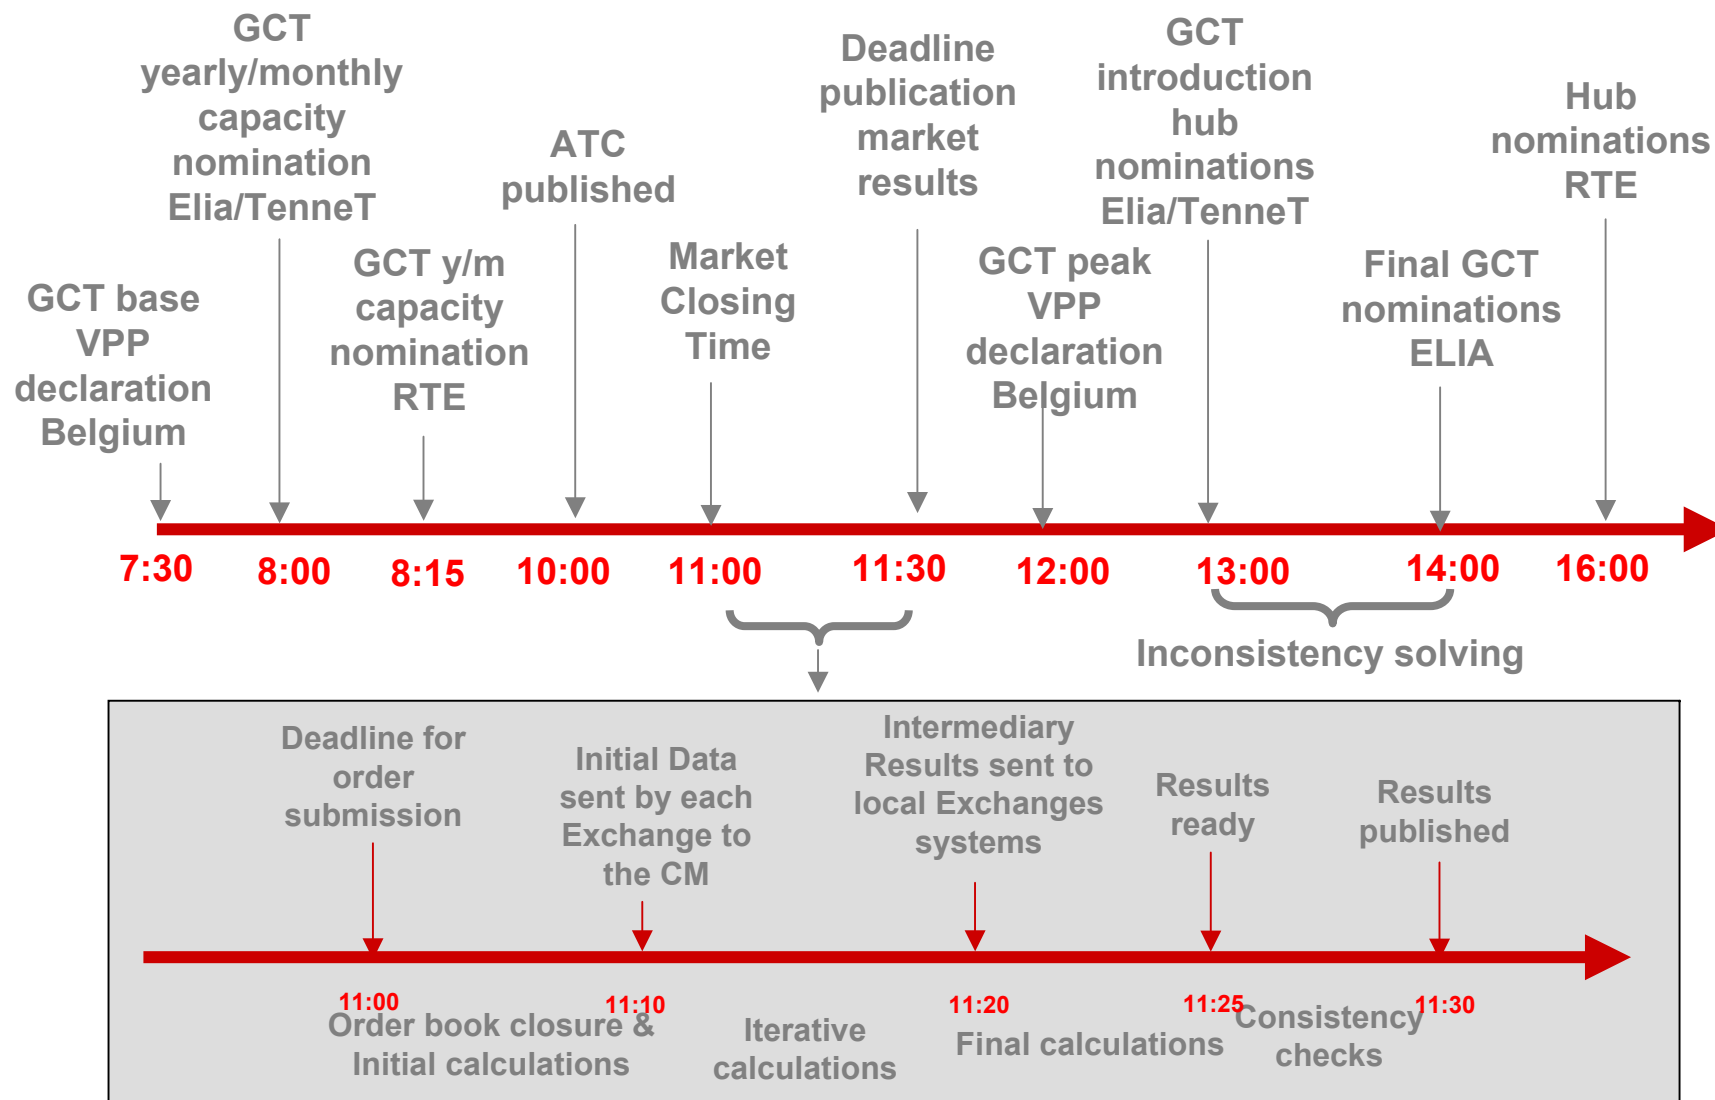 GCT
yearly/monthly
capacity
nomination
Elia/TenneT
Deadline
publication
market
results
GCT
introduction
hub
nominations
Elia/TenneT
Hub
nominations
RTE
ATC
published
GCT base
VPP
declaration
Belgium
GCT y/m
capacity
nomination
RTE
Market
Closing
Time
GCT peak
VPP
declaration
Belgium
Final GCT
nominations
ELIA
7:30
8:00
8:15
10:00
11:00
11:30
12:00
13:00
14:00
16:00
Inconsistency solving
Deadline for
order
submission
Initial Data
sent by each
Exchange to
the CM
Intermediary
Results sent to
local Exchanges
systems
Results
ready
Results
published
11:00
11:10
11:20
11:25
11:30
Order book closure &
Initial calculations
Iterative
calculations
Final calculations
Consistency
checks